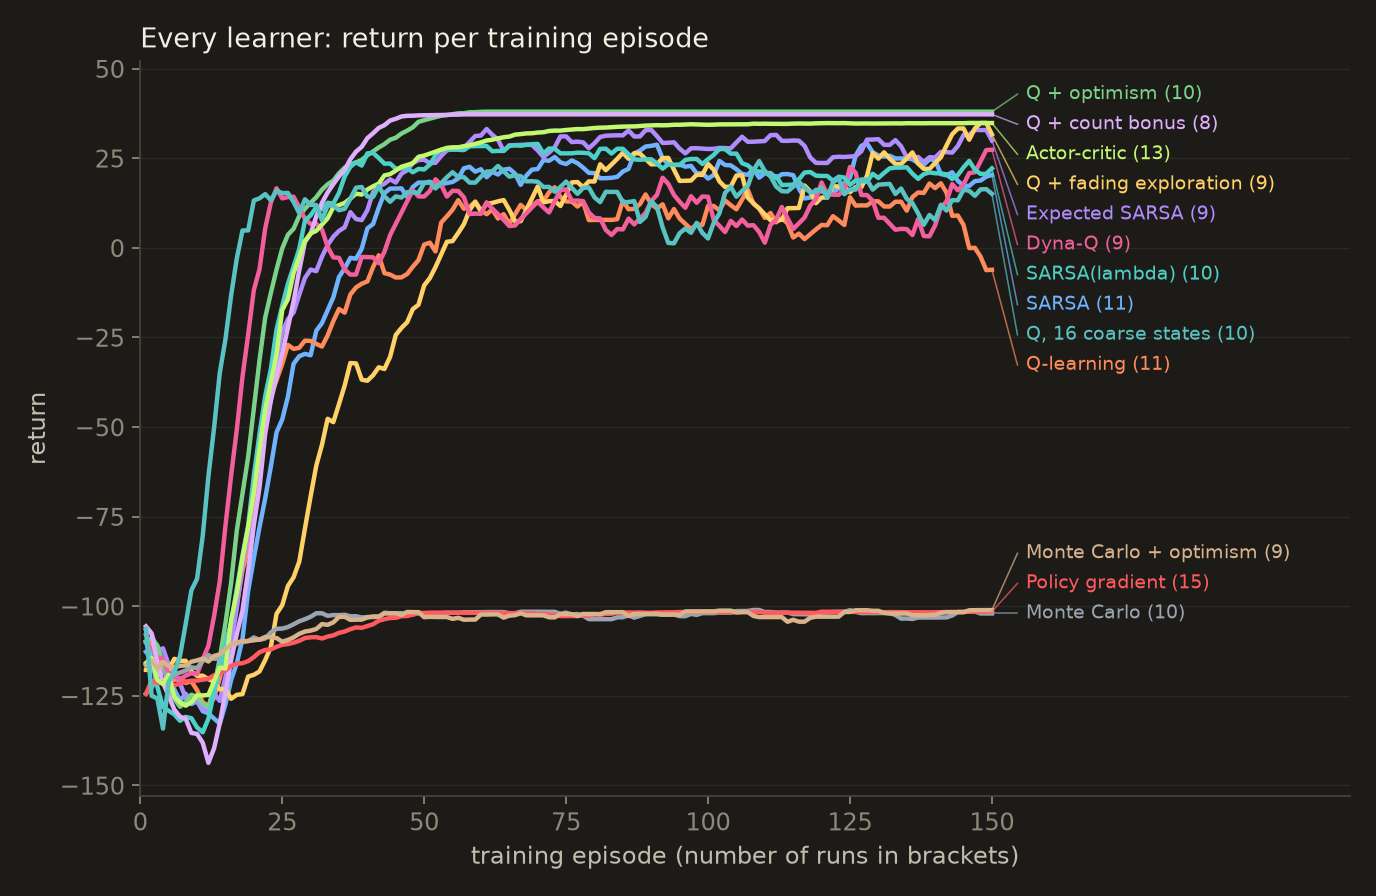 Every learner: return per training episode
50
25
0
−25
−50
−75
−100
−125
−150
return
Q + optimism (10)
Q + count bonus (8)
Actor-critic (13)
Q + fading exploration (9)
Expected SARSA (9)
Dyna-Q (9)
SARSA(lambda) (10)
SARSA (11)
Q, 16 coarse states (10)
Q-learning (11)
Monte Carlo + optimism (9)
Policy gradient (15)
Monte Carlo (10)
0 25 50 75 100 125 150
training episode (number of runs in brackets)